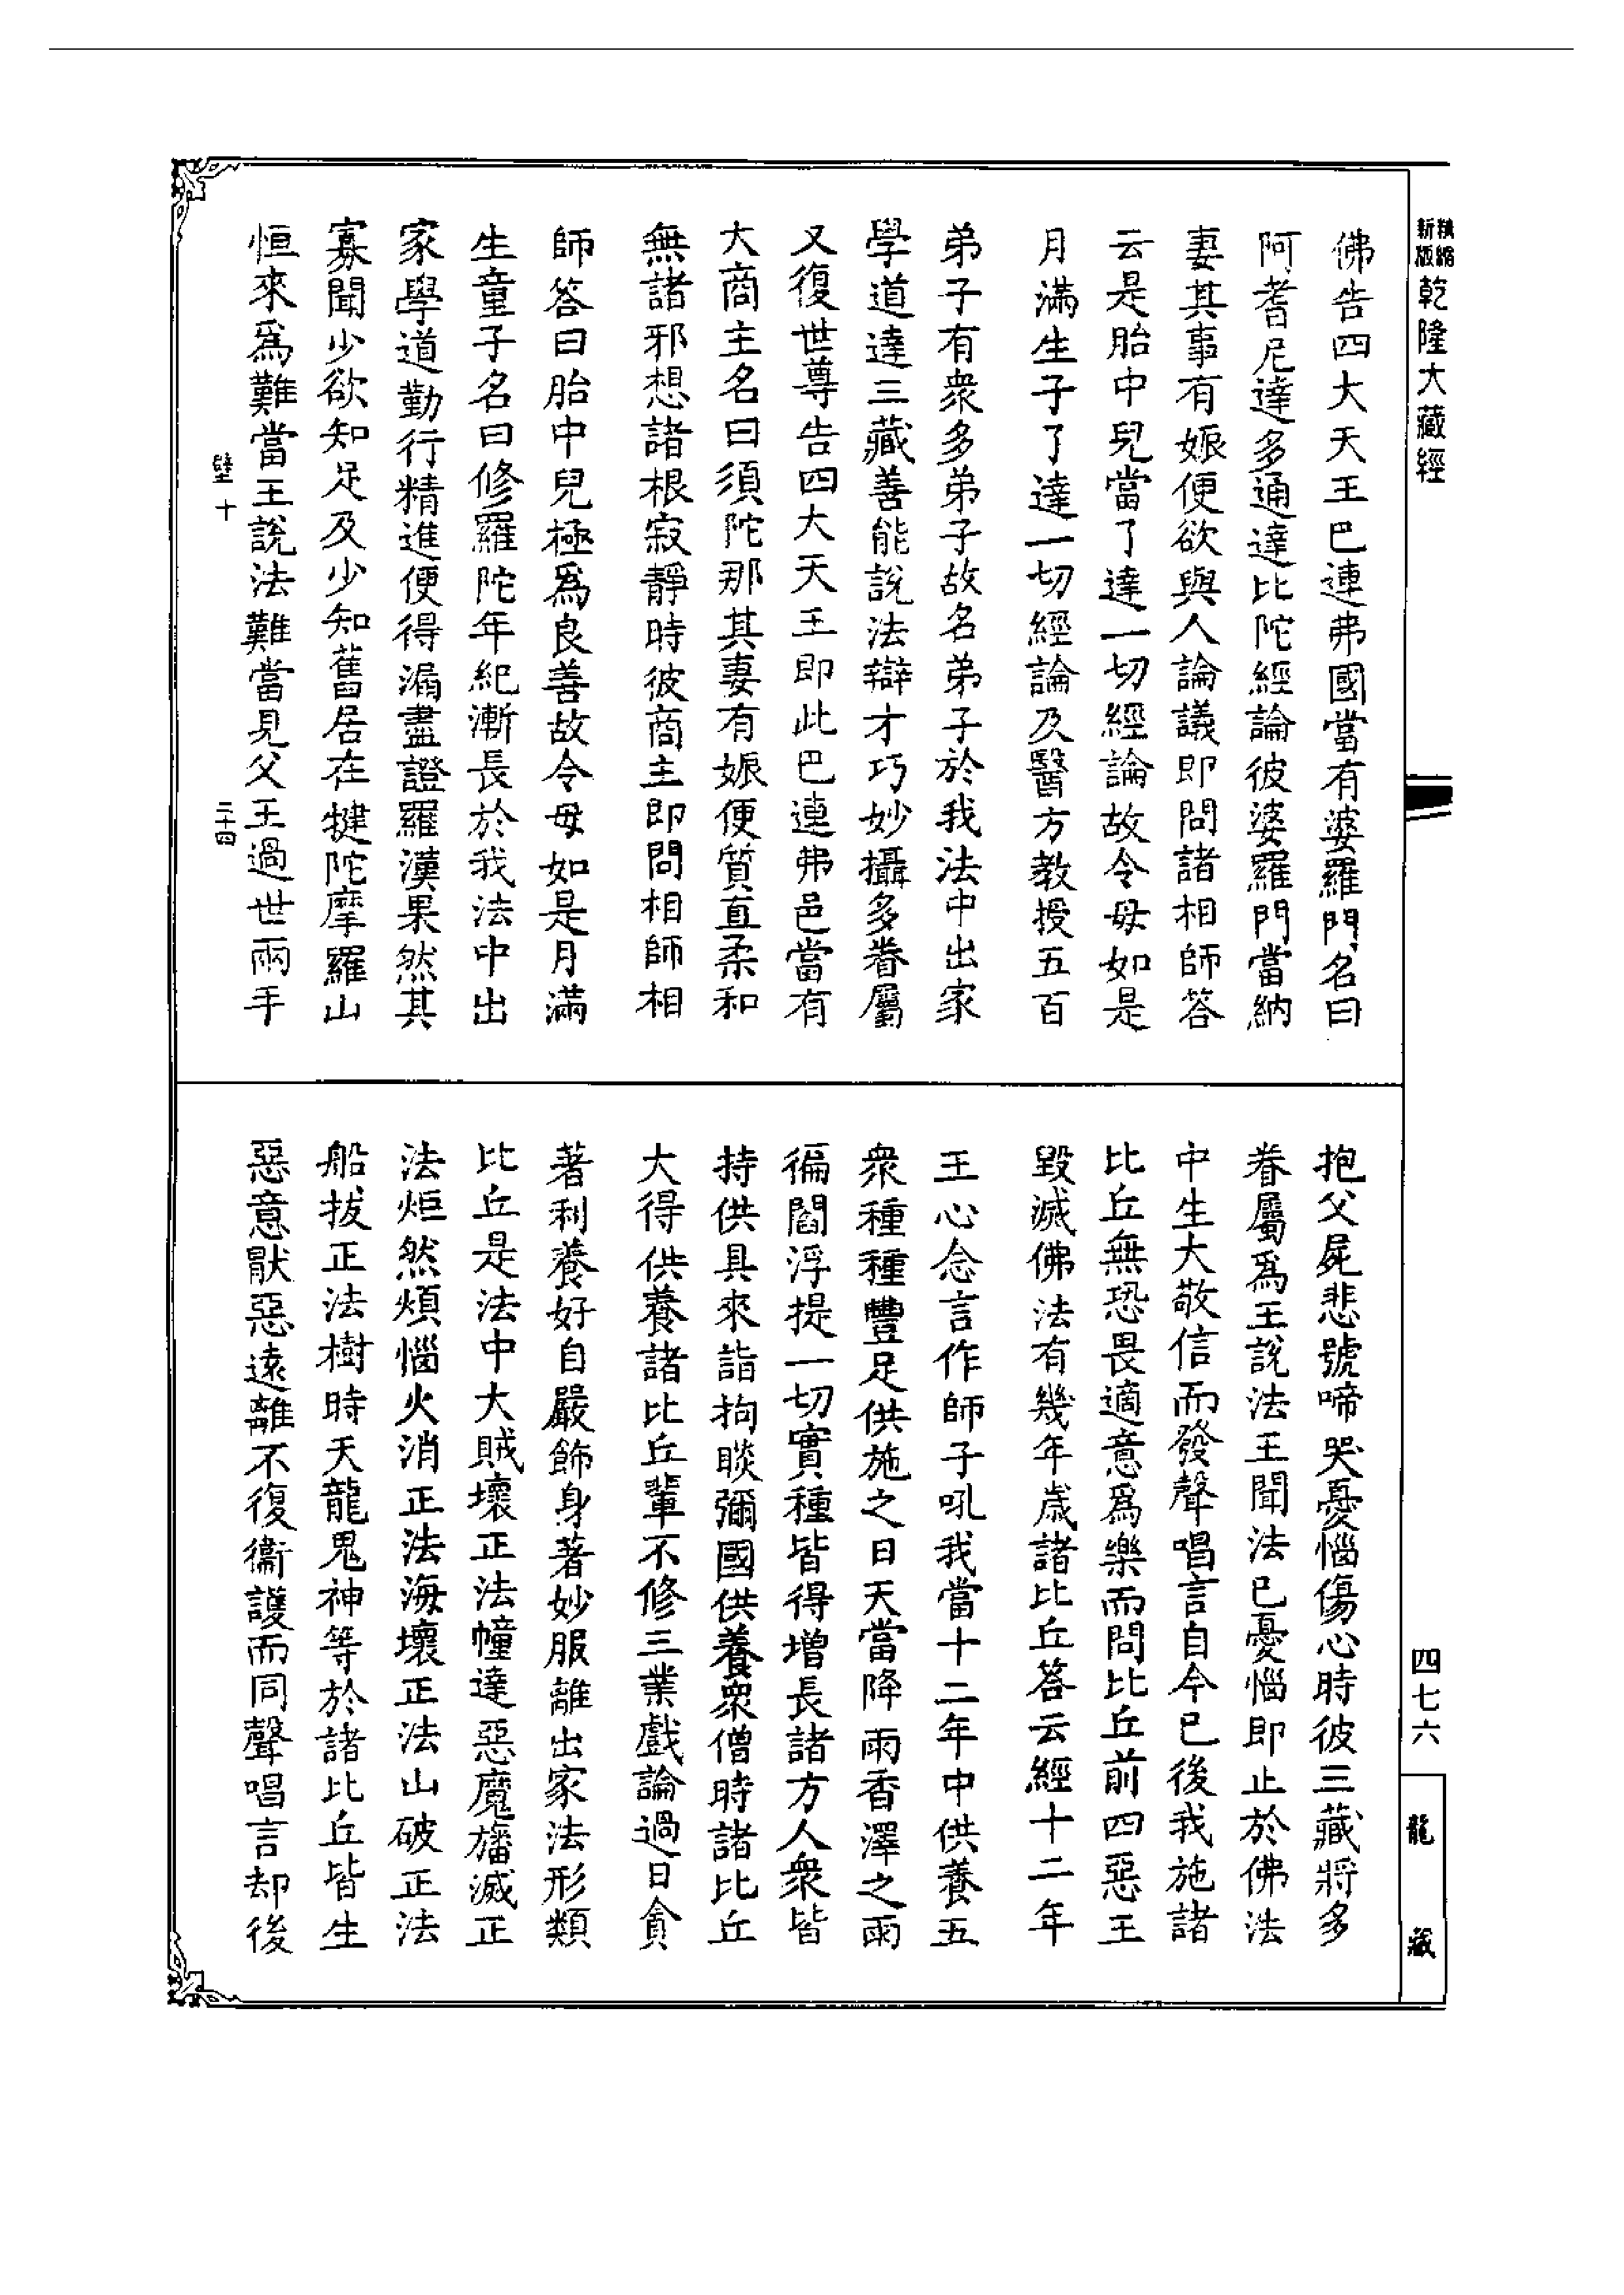 精縮新版乾隆大藏經
佛告四大天王巴連弗國當有婆羅門名曰
阿耆尼達多通達比陀經論彼婆羅門當納
妻其事有娠便欲與人論議即問諸相師答
云是胎中兒當了達一切經論故令母如是
月滿生子了達一切經論及醫方教授五百
弟子有衆多弟子故名弟子於我法中出家
學道達三藏善能說法辯才巧妙攝多眷屬
又復世尊告四大天王即此巴連弗邑當有
大商主名曰須陀那其妻有娠便質直柔和
無諸邪想諸根寂靜時彼商主即問相師相
師答曰胎中兒極爲良善故令母如是月滿
生童子名曰修羅陀年紀漸長於我法中出
家學道勤行精進便得漏盡證羅漢果然其
寡聞少欲知足及少知舊居在揵陀摩羅山
恒來爲難當王說法難當見父王過世兩手
壁十
二十四
抱父屍悲號啼哭憂惱傷心時彼三藏將多
眷屬爲王說法王聞法已憂惱即止於佛法
中生大敬信而發聲唱言自今已後我施諸
比丘無恐畏適意爲樂而問比丘前四惡王
毀滅佛法有幾年歲諸比丘答云經十二年
王心念言作師子吼我當十二年中供養五
衆種種豐足供施之日天當降雨香澤之雨
徧閻浮提一切實種皆得增長諸方人衆皆
持供具來詣拘睒彌國供養衆僧時諸比丘
大得供養諸比丘輩不修三業戲論過日貪
著利養好自嚴飾身著妙服離出家法形類
比丘是法中大賊壞正法幢達惡魔旛滅正
法炬然煩惱火消正法海壞正法山破正法
船拔正法樹時天龍鬼神等於諸比丘皆生
惡意猒惡遠離不復衞護而同聲唱言却後
四七六
龍藏